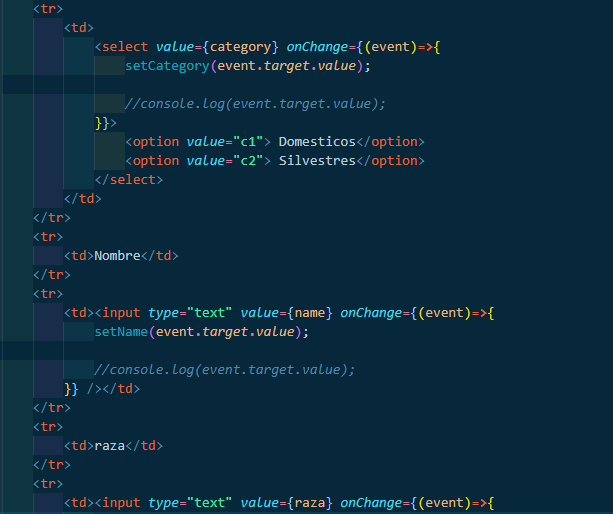 <tr>
<td>
<select value={category} onChange={(event)=>{
setCategory(event.target.value);
//console.log(event.target.value);
}}>
<option value="c1"> Domesticos</option>
<option value="c2"> Silvestres</option>
</select>
</td>
</tr>
<tr>
<td>Nombre</td>
</tr>
<tr>
<td><input type="text" value={name} onChange={(event)=>{
setName(event.target.value);
//console.log(event.target.value);
}} /></td>
</tr>
<tr>
<td>raza</td>
</tr>
<tr>
<td><input type="text" value={raza} onChange={(event)=>{